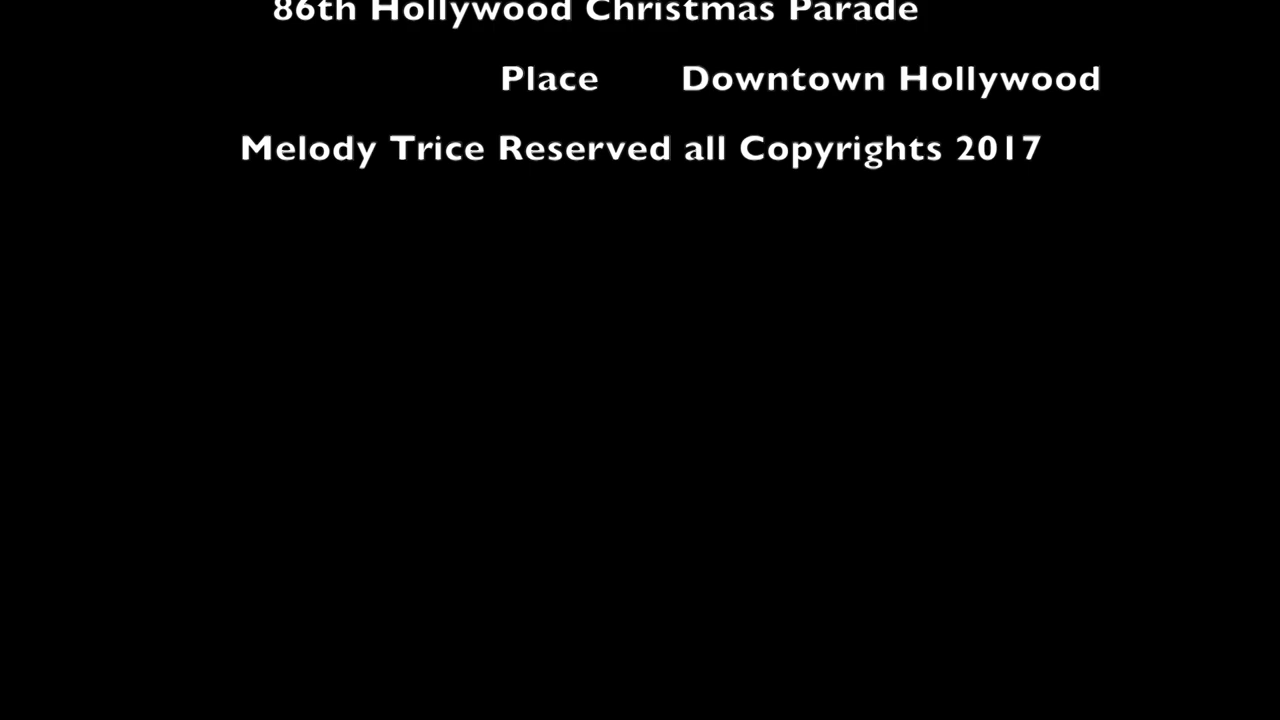 86th Hollywood Christmas Parade
Place Downtown Hollywood
Melody Trice Reserved all Copyrights 2017